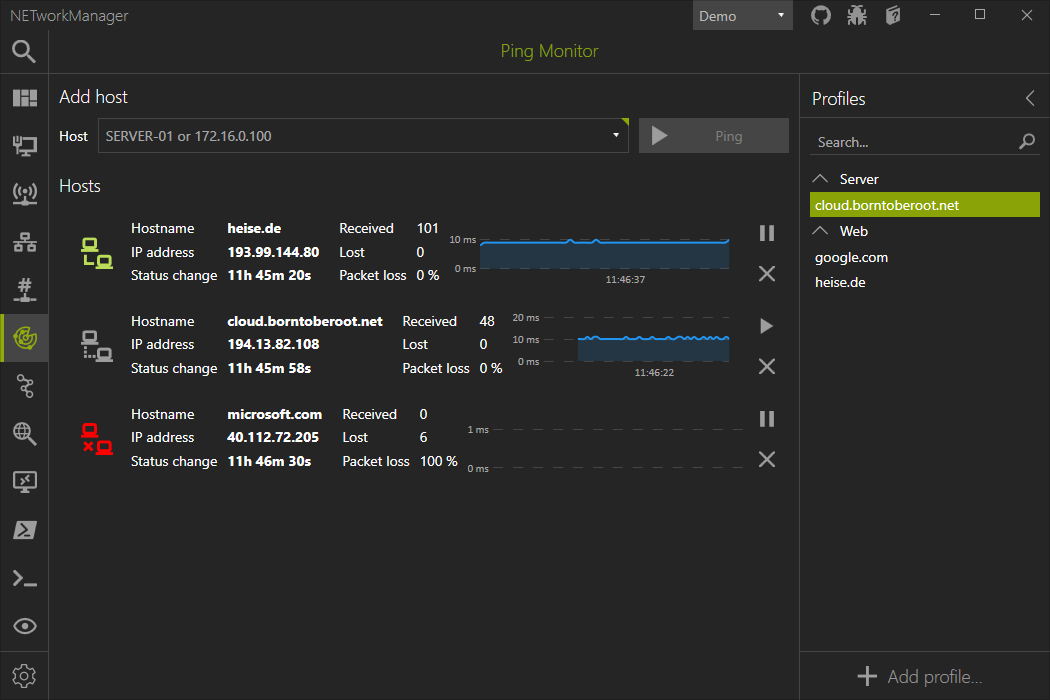 NETworkManager
Demo
Ping Monitor
Add host
Host SERVER-01 or 172.16.0.100 Ping
Hosts
Hostname heise.de Received 101
IP address 193.99.144.80 Lost 0
Status change 11h 45m 20s Packet loss 0 %
10 ms
0 ms
11:46:37
Hostname cloud.borntoberoot.net Received 48
IP address 194.13.82.108 Lost 0
Status change 11h 45m 58s Packet loss 0 %
20 ms
10 ms
0 ms
11:46:22
Hostname microsoft.com Received 0
IP address 40.112.72.205 Lost 6
Status change 11h 46m 30s Packet loss 100 %
1 ms
0 ms
Profiles
Search...
Server
cloud.borntoberoot.net
Web
google.com
heise.de
Add profile...